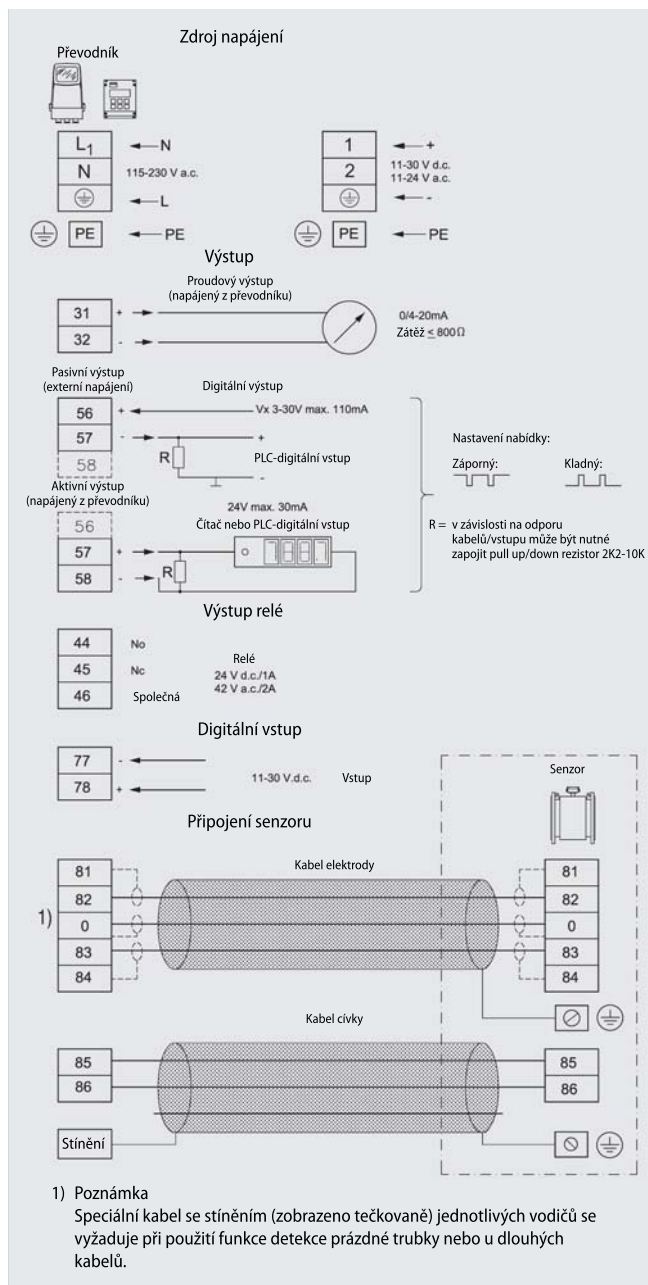 Zdroj napájení
Převodník
L1 N
N 115-230 V a.c.
L
PE PE
1 +
2 11-30 V d.c.
11-24 V a.c.
-
PE PE
Výstup
Proudový výstup
(napájený z převodníku)
31 +
32 -
0/4-20mA
Zátěž ≤ 800 Ω
Pasivní výstup
(externí napájení)
Digitální výstup
56 + Vx 3-30V max. 110mA
57 - +
R PLC-digitální vstup
58 -
Nastavení nabídky:
Záporný: Kladný:
R = v závislosti na odporu
kabelů/vstupu může být nutné
zapojit pull up/down rezistor 2K2-10K
Aktivní výstup
(napájený z převodníku)
24V max. 30mA
56 Čítač nebo PLC-digitální vstup
57 +
R
58 -
Výstup relé
44 No
45 Nc
46 Společná
Relé
24 V d.c./1A
42 V a.c./2A
Digitální vstup
77 -
78 +
11-30 V.d.c. Vstup
Senzor
Připojení senzoru
Kabel elektrody
81 81
82 82
1) 0 0
83 83
84 84
Kabel cívky
85 85
86 86
Stínění
1) Poznámka
Speciální kabel se stíněním (zobrazeno tečkovaně) jednotlivých vodičů se
vyžaduje při použití funkce detekce prázdné trubky nebo u dlouhých
kabelů.